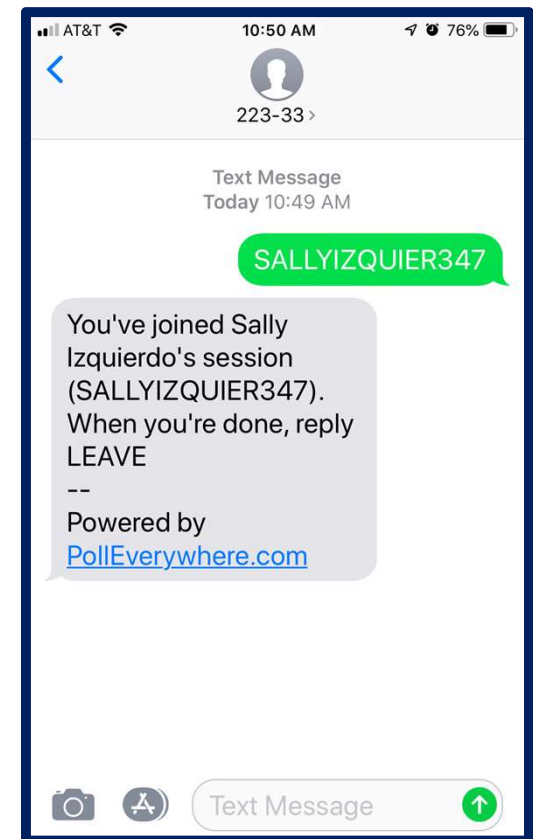 AT&T 10:50 AM 76%
223-33 >
Text Message
Today 10:49 AM
SALLYIZQUIER347
You've joined Sally
Izquierdo's session
(SALLYIZQUIER347).
When you're done, reply
LEAVE
--
Powered by
PollEverywhere.com
Text Message